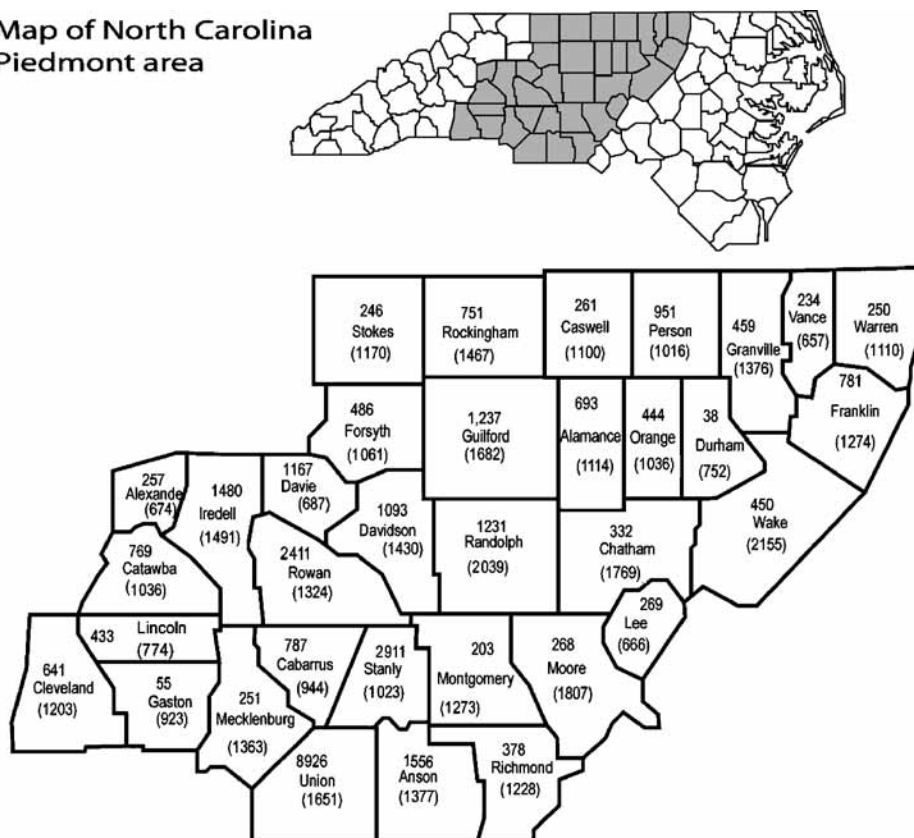 Map of North Carolina
Piedmont area
246
Stokes
(1170)
751
Rockingham
(1467)
261
Caswell
(1100)
951
Person
(1016)
459
Granville
(1376)
234
Vance
(657)
250
Warren
(1110)
486
Forsyth
(1061)
1,237
Guilford
(1682)
693
Alamance
(1114)
444
Orange
(1036)
38
Durham
(752)
781
Franklin
(1274)
257
Alexande
(674)
1480
Iredell
(1491)
1167
Davie
(687)
1093
Davidson
(1430)
1231
Randolph
(2039)
332
Chatham
(1769)
450
Wake
(2155)
769
Catawba
(1036)
2411
Rowan
(1324)
269
Lee
(666)
433
Lincoln
(774)
641
Cleveland
(1203)
55
Gaston
(923)
251
Mecklenburg
(1363)
787
Cabarrus
(944)
2911
Stanly
(1023)
203
Montgomery
(1273)
268
Moore
(1807)
8926
Union
(1651)
1556
Anson
(1377)
378
Richmond
(1228)